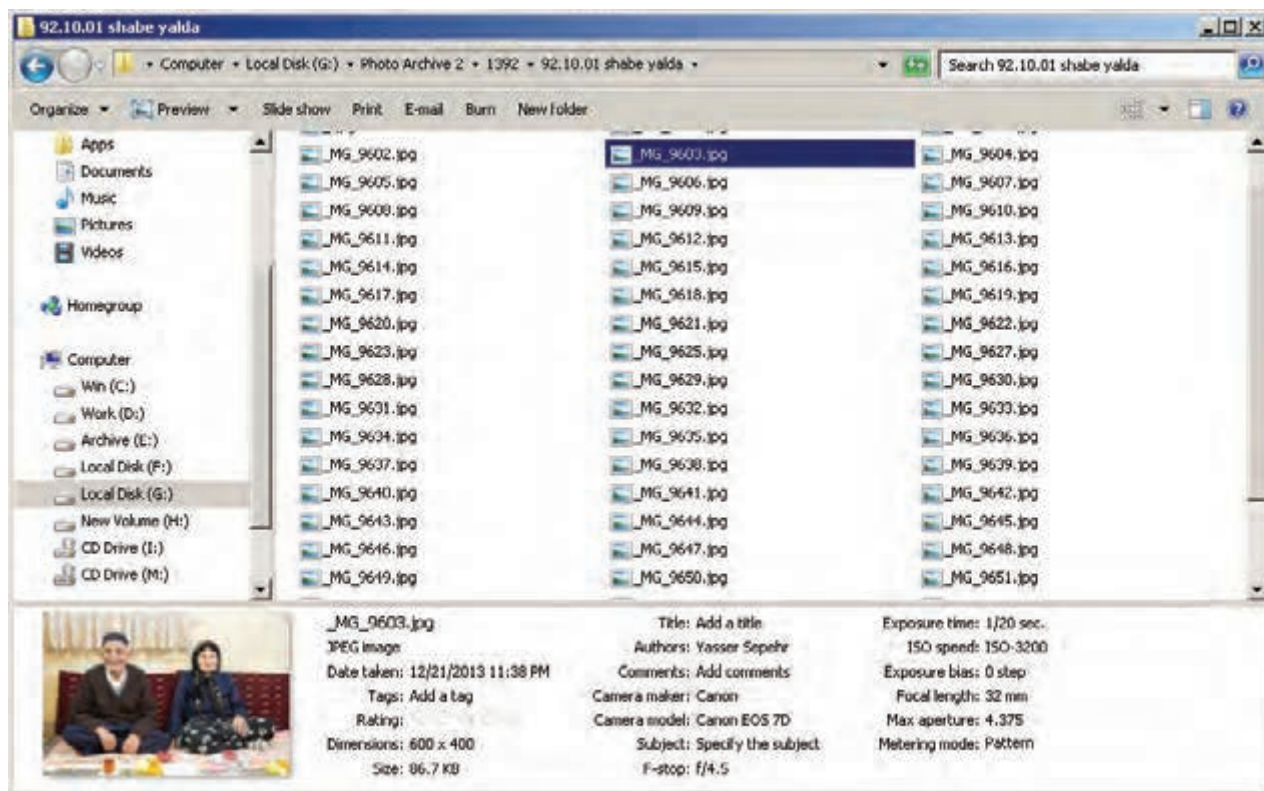 92.10.01 shabe yalda
Computer Local Disk (G:) Photo Archive 2 1392 92.10.01 shabe yalda
Search 92.10.01 shabe yalda
Organize Preview Slide show Print E-mail Burn New folder
Apps
Documents
Music
Pictures
Videos
Homegroup
Computer
Win (C:)
Work (D:)
Archive (E:)
Local Disk (F:)
Local Disk (G:)
New Volume (H:)
CD Drive (I:)
CD Drive (M:)
_MG_9602.jpg _MG_9603.jpg _MG_9604.jpg
_MG_9605.jpg _MG_9606.jpg _MG_9607.jpg
_MG_9608.jpg _MG_9609.jpg _MG_9610.jpg
_MG_9611.jpg _MG_9612.jpg _MG_9613.jpg
_MG_9614.jpg _MG_9615.jpg _MG_9616.jpg
_MG_9617.jpg _MG_9618.jpg _MG_9619.jpg
_MG_9620.jpg _MG_9621.jpg _MG_9622.jpg
_MG_9623.jpg _MG_9625.jpg _MG_9627.jpg
_MG_9628.jpg _MG_9629.jpg _MG_9630.jpg
_MG_9631.jpg _MG_9632.jpg _MG_9633.jpg
_MG_9634.jpg _MG_9635.jpg _MG_9636.jpg
_MG_9637.jpg _MG_9638.jpg _MG_9639.jpg
_MG_9640.jpg _MG_9641.jpg _MG_9642.jpg
_MG_9643.jpg _MG_9644.jpg _MG_9645.jpg
_MG_9646.jpg _MG_9647.jpg _MG_9648.jpg
_MG_9649.jpg _MG_9650.jpg _MG_9651.jpg
_MG_9603.jpg
JPEG image
Date taken: 12/21/2013 11:38 PM
Tags: Add a tag
Rating:
Dimensions: 600 x 400
Size: 86.7 KB
Title: Add a title
Authors: Yasser Sepehr
Comments: Add comments
Camera maker: Canon
Camera model: Canon EOS 7D
Subject: Specify the subject
F-stop: f/4.5
Exposure time: 1/20 sec.
ISO speed: ISO-3200
Exposure bias: 0 step
Focal length: 32 mm
Max aperture: 4.375
Metering mode: Pattern